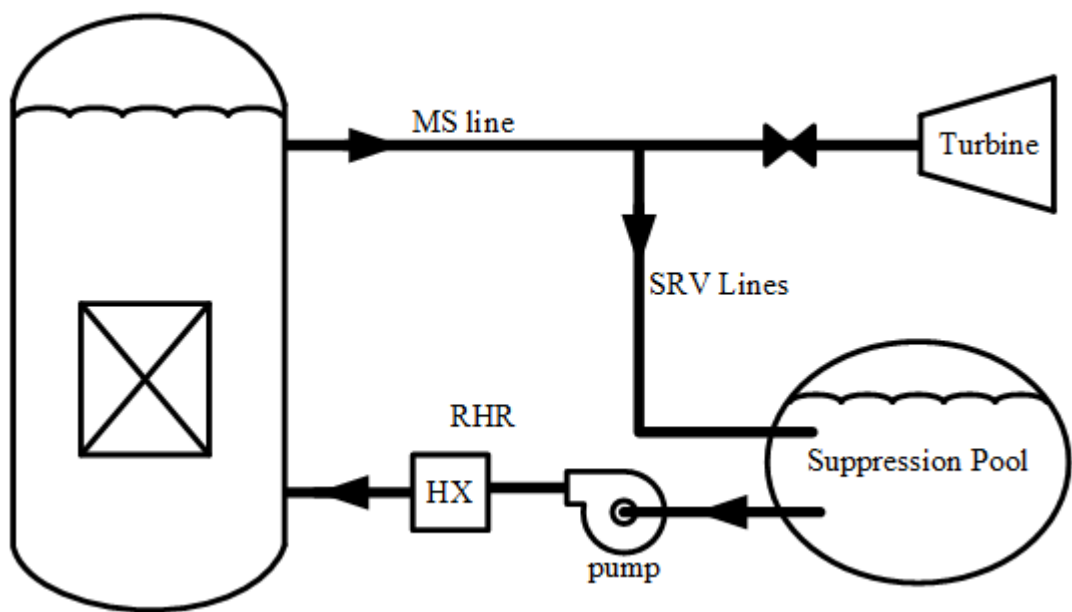 MS line
Turbine
SRV Lines
RHR
HX
Suppression Pool
pump